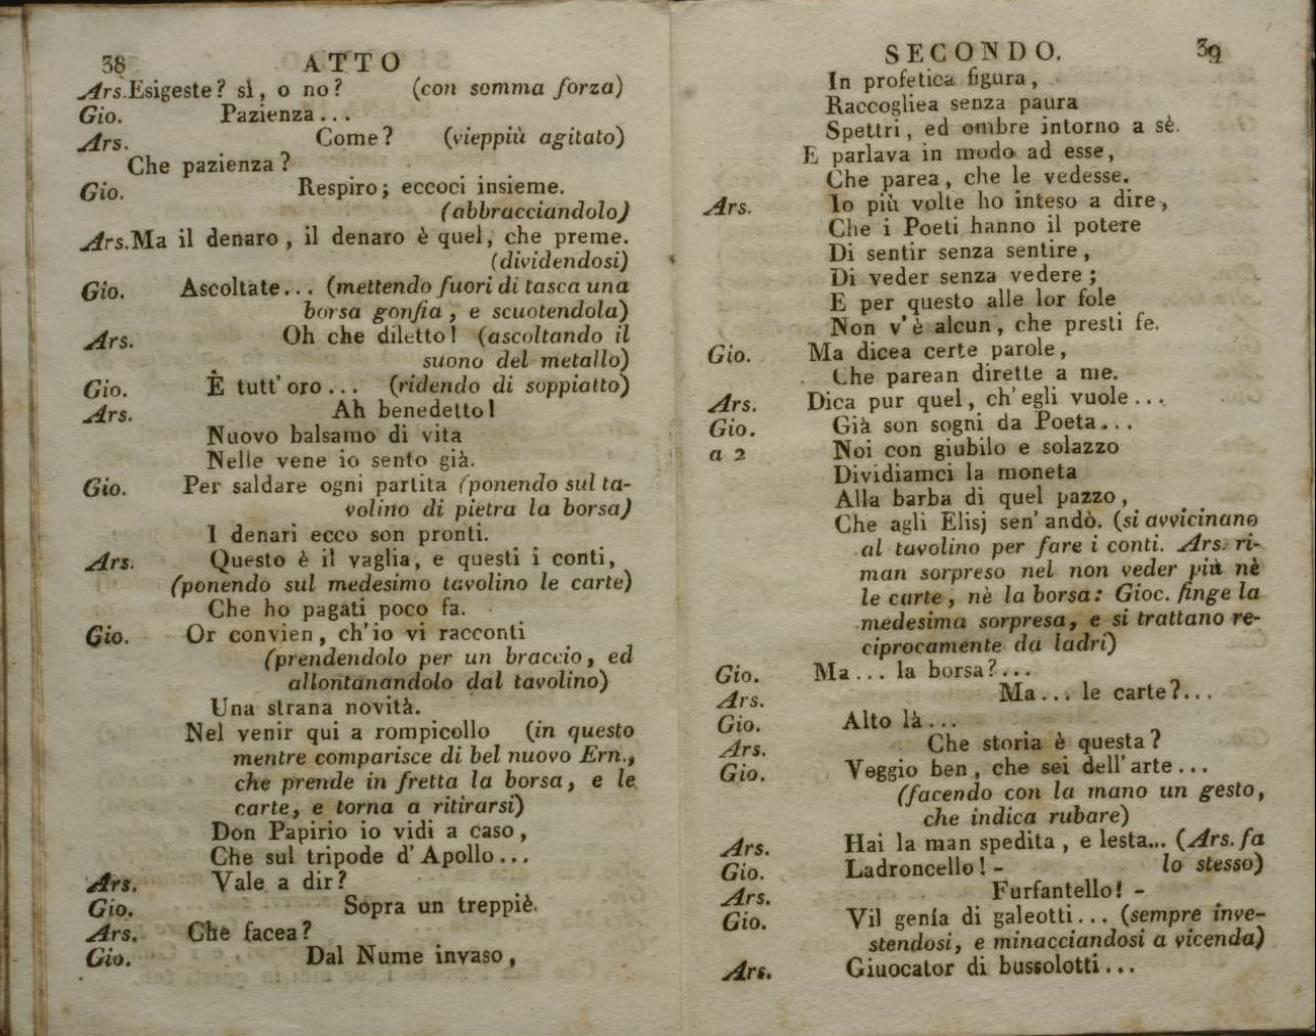 38 ATTO
Ars. Esigeste? sì, o no? (con somma forza)
Gio. Pazienza...
Ars. Come? (vieppiù agitato)
Che pazienza?
Gio. Respiro; eccoci insieme.
(abbracciandolo)
Ars. Ma il denaro, il denaro è quel, che preme.
(dividendosi)
Gio. Ascoltate... (mettendo fuori di tasca una
borsa gonfia, e scuotendola)
Ars. Oh che diletto! (ascoltando il
suono del metallo)
Gio. È tutt' oro... (ridendo di soppiatto)
Ars. Ah benedetto!
Nuovo balsamo di vita
Nelle vene io sento già.
Gio. Per saldare ogni partita (ponendo sul ta-
volino di pietra la borsa)
I denari ecco son pronti.
Ars. Questo è il vaglia, e questi i conti,
(ponendo sul medesimo tavolino le carte)
Che ho pagati poco fa.
Gio. Or convien, ch' io vi racconti
(prendendolo per un braccio, ed
allontanandolo dal tavolino)
Una strana novità.
Nel venir qui a rompicollo (in questo
mentre comparisce di bel nuovo Ern.,
che prende in fretta la borsa, e le
carte, e torna a ritirarsi)
Don Papirio io vidi a caso,
Che sul tripode d' Apollo...
Ars. Vale a dir?
Gio. Sopra un treppiè.
Ars. Che facea?
Gio. Dal Nume invaso,
SECONDO. 39
In profetica figura,
Raccogliea senza paura
Spettri, ed ombre intorno a sè.
E parlava in modo ad esse,
Che parea, che le vedesse.
Ars. Io più volte ho inteso a dire,
Che i Poeti hanno il potere
Di sentir senza sentire,
Di veder senza vedere;
E per questo alle lor fole
Non v' è alcun, che presti fe.
Gio. Ma dicea certe parole,
Che parean dirette a me.
Ars. Dica pur quel, ch' egli vuole...
Gio. Già son sogni da Poeta...
a 2 Noi con giubilo e solazzo
Dividiamci la moneta
Alla barba di quel pazzo,
Che agli Elisj sen' andò. (si avvicinano
al tavolino per fare i conti. Ars. ri-
man sorpreso nel non veder più nè
le carte, nè la borsa: Gioc. finge la
medesima sorpresa, e si trattano re-
ciprocamente da ladri)
Gio. Ma... la borsa?...
Ars. Ma... le carte?...
Gio. Alto là...
Ars. Che storia è questa?
Gio. Veggio ben, che sei dell' arte...
(facendo con la mano un gesto,
che indica rubare)
Ars. Hai la man spedita, e lesta... (Ars. fa
Gio. Ladroncello! - lo stesso)
Ars. Furfantello! -
Gio. Vil genía di galeotti... (sempre inve-
stendosi, e minacciandosi a vicenda)
Ars. Giuocator di bussolotti...